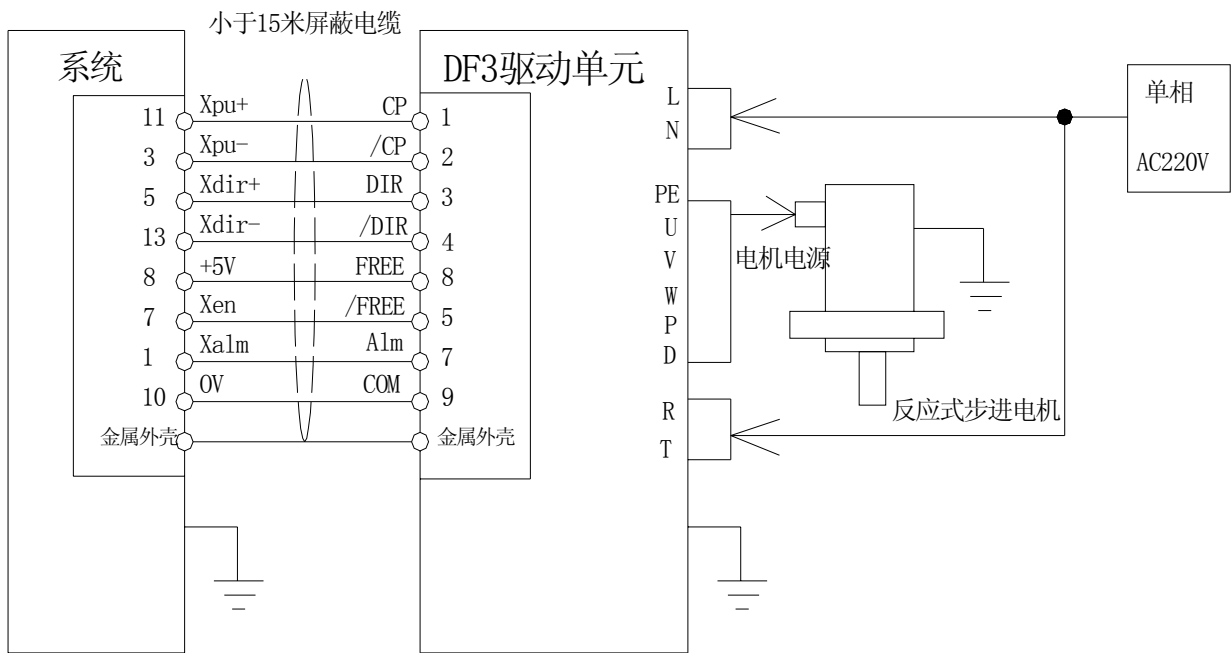 小于15米屏蔽电缆
系统
DF3驱动单元
11 Xpu+ CP 1
3 Xpu- /CP 2
5 Xdir+ DIR 3
13 Xdir- /DIR 4
8 +5V FREE 8
7 Xen /FREE 5
1 Xalm Alm 7
10 0V COM 9
金属外壳 金属外壳
L
N
PE
U
V
W
P
D
R
T
电机电源
反应式步进电机
单相
AC220V